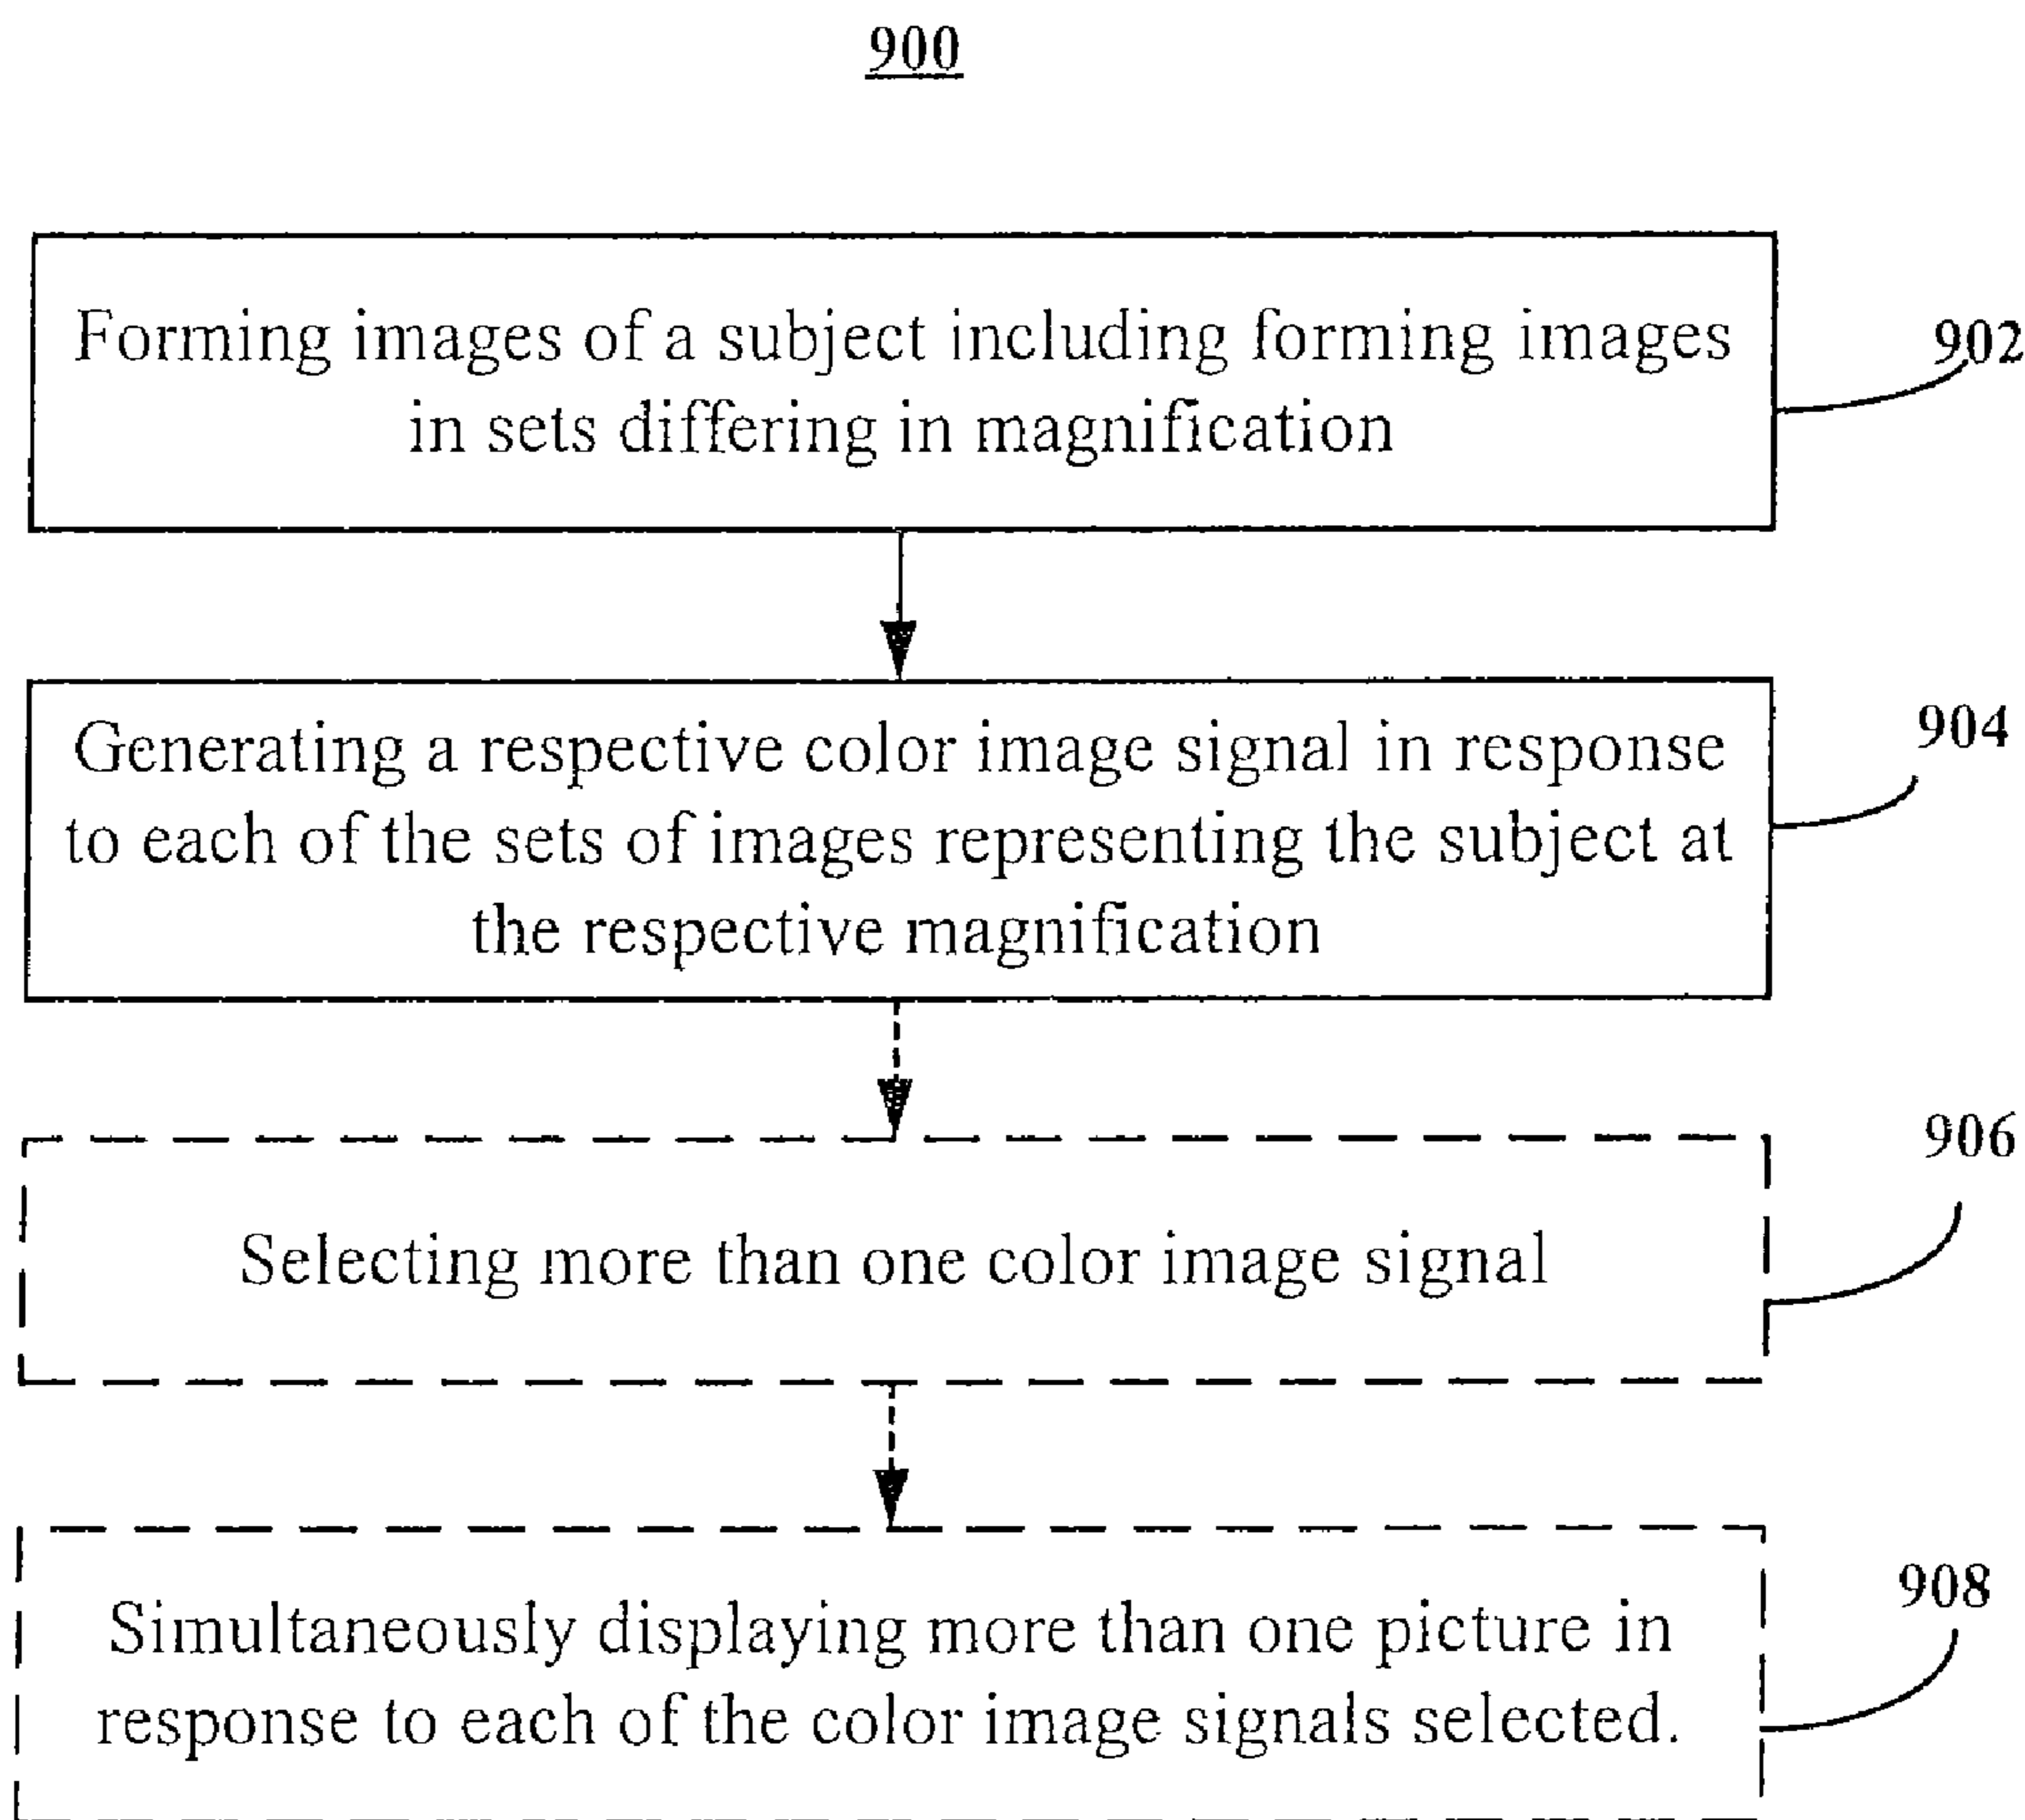 900
Forming images of a subject including forming images
in sets differing in magnification
902
Generating a respective color image signal in response
to each of the sets of images representing the subject at
the respective magnification
904
Selecting more than one color image signal
906
Simultaneously displaying more than one picture in
response to each of the color image signals selected.
908